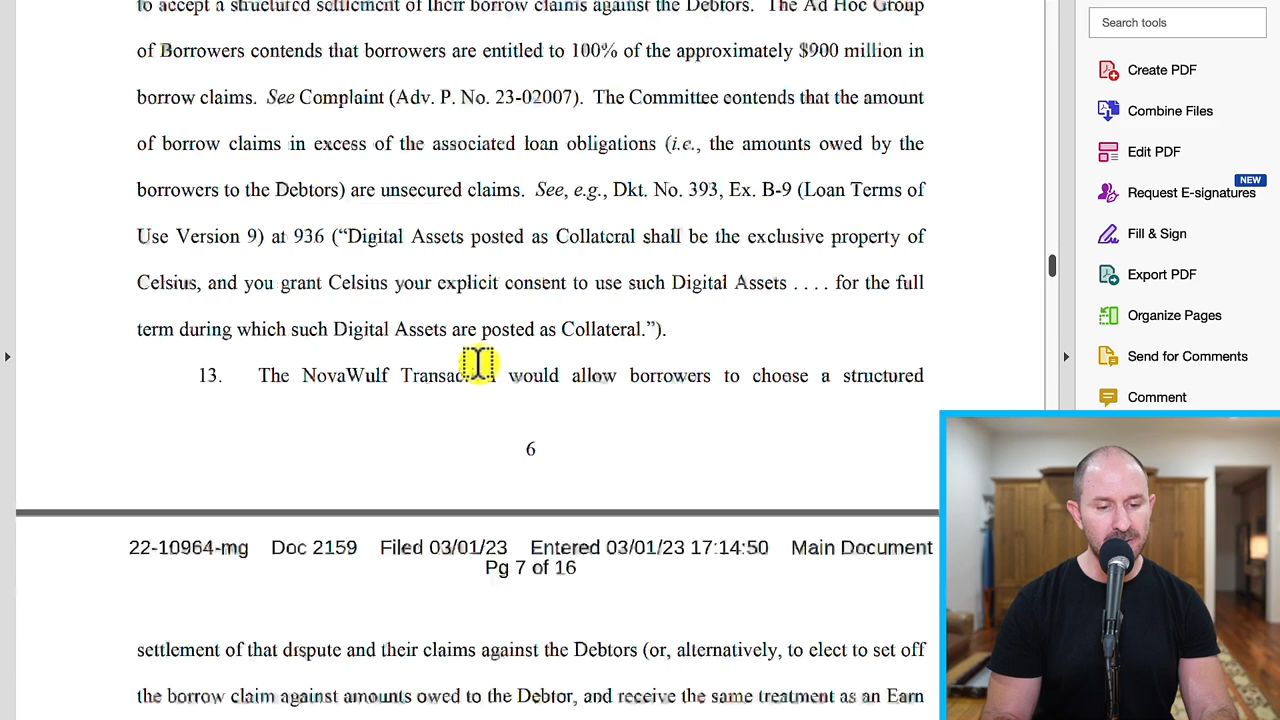 to accept a structured settlement of their borrow claims against the Debtors. The Ad Hoc Group
of Borrowers contends that borrowers are entitled to 100% of the approximately $900 million in
borrow claims. See Complaint (Adv. P. No. 23-02007). The Committee contends that the amount
of borrow claims in excess of the associated loan obligations (i.e., the amounts owed by the
borrowers to the Debtors) are unsecured claims. See, e.g., Dkt. No. 393, Ex. B-9 (Loan Terms of
Use Version 9) at 936 (“Digital Assets posted as Collateral shall be the exclusive property of
Celsius, and you grant Celsius your explicit consent to use such Digital Assets . . . . for the full
term during which such Digital Assets are posted as Collateral.”).
13. The NovaWulf would allow borrowers to choose a structured
6
22-10964-mg Doc 2159 Filed 03/01/23 Entered 03/01/23 17:14:50 Main Document
Pg 7 of 16
settlement of that dispute and their claims against the Debtors (or, alternatively, to elect to set off
the borrow claim against amounts owed to the Debtor, and receive the same treatment as an Earn
Search tools
Create PDF
Combine Files
Edit PDF
NEW
Request E-signatures
Fill & Sign
Export PDF
Organize Pages
Send for Comments
Comment